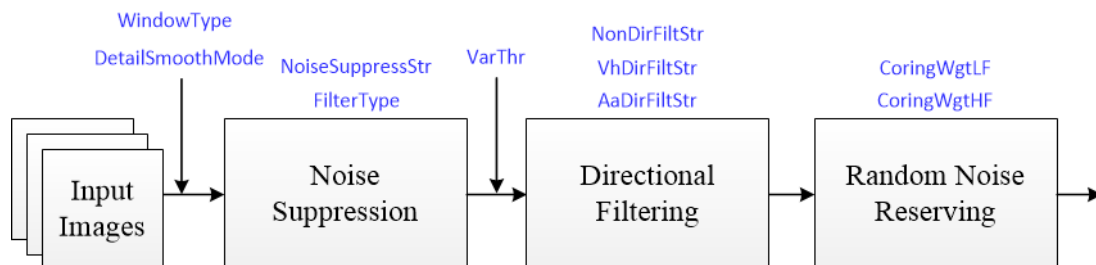 WindowType
DetailSmoothMode
NoiseSuppressStr
FilterType
VarThr
NonDirFiltStr
VhDirFiltStr
AaDirFiltStr
CoringWgtLF
CoringWgtHF
Input
Images
Noise
Suppression
Directional
Filtering
Random Noise
Reserving